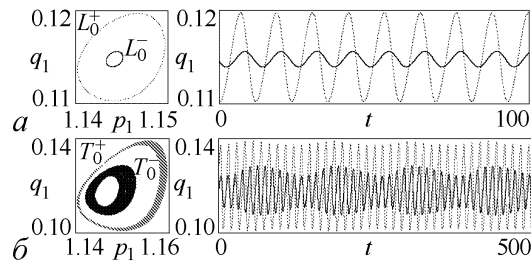 0.12 L₀⁺ 0.12
q₁ L₀⁻ q₁
0.11 0.11
а 1.14 p₁ 1.15 0 t 100
0.14 T₀⁺ 0.14
q₁ T₀⁻ q₁
0.10 0.10
б 1.14 p₁ 1.16 0 t 500